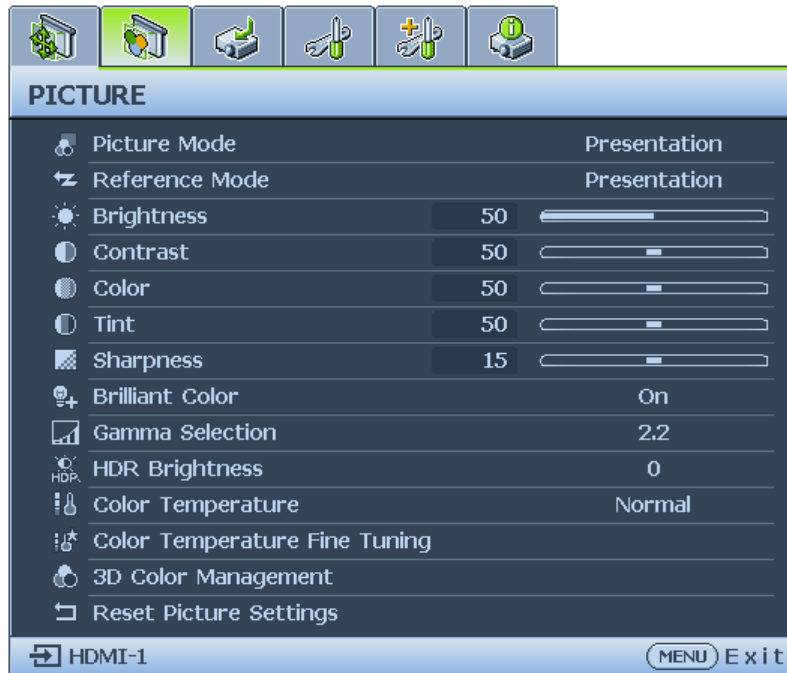 PICTURE
Picture Mode Presentation
Reference Mode Presentation
Brightness 50
Contrast 50
Color 50
Tint 50
Sharpness 15
Brilliant Color On
Gamma Selection 2.2
HDR HDR Brightness 0
Color Temperature Normal
Color Temperature Fine Tuning
3D Color Management
Reset Picture Settings
HDMI-1 MENU Exit